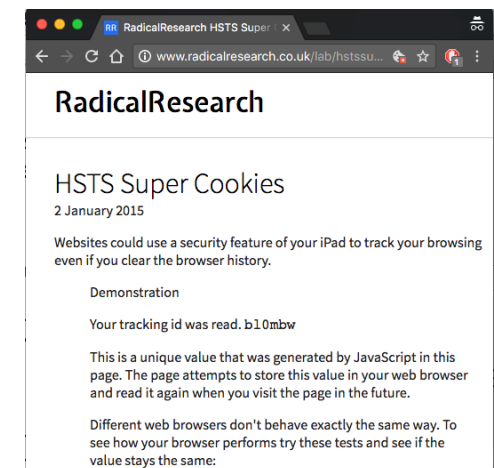 RadicalResearch HSTS Super C
www.radicalresearch.co.uk/lab/hstssu...
1
RadicalResearch
HSTS Super Cookies
2 January 2015
Websites could use a security feature of your iPad to track your browsing
even if you clear the browser history.
Demonstration
Your tracking id was read. bl0mbw
This is a unique value that was generated by JavaScript in this
page. The page attempts to store this value in your web browser
and read it again when you visit the page in the future.
Different web browsers don't behave exactly the same way. To
see how your browser performs try these tests and see if the
value stays the same: